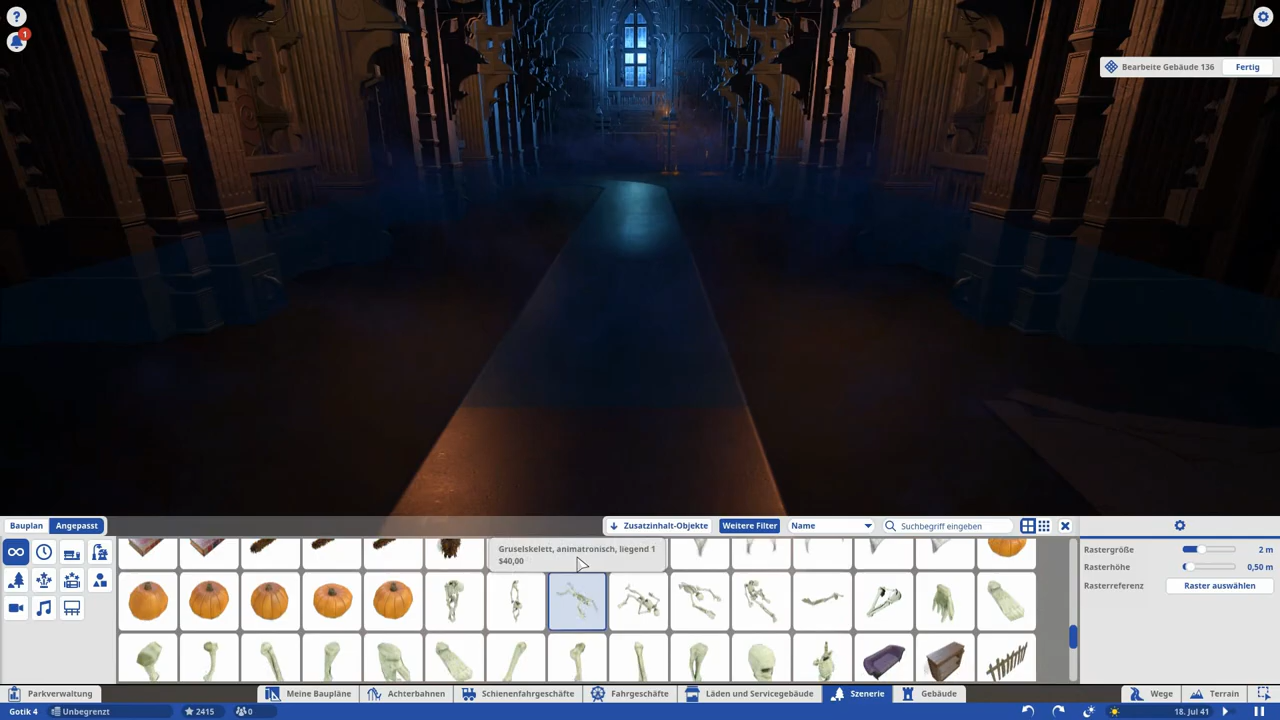 ?
1
Bearbeite Gebäude 136 Fertig
Bauplan Angepasst Zusatzinhalt-Objekte Weitere Filter Name Suchbegriff eingeben
Gruselskelett, animatronisch, liegend 1
$40,00
Rastergröße 2 m
Rasterhöhe 0,50 m
Rasterreferenz Raster auswählen
Parkverwaltung Meine Baupläne Achterbahnen Schienenfahrgeschäfte Fahrgeschäfte Läden und Servicegebäude Szenerie Gebäude Wege Terrain
Gotik 4 Unbegrenzt 2415 0 18. Jul 41